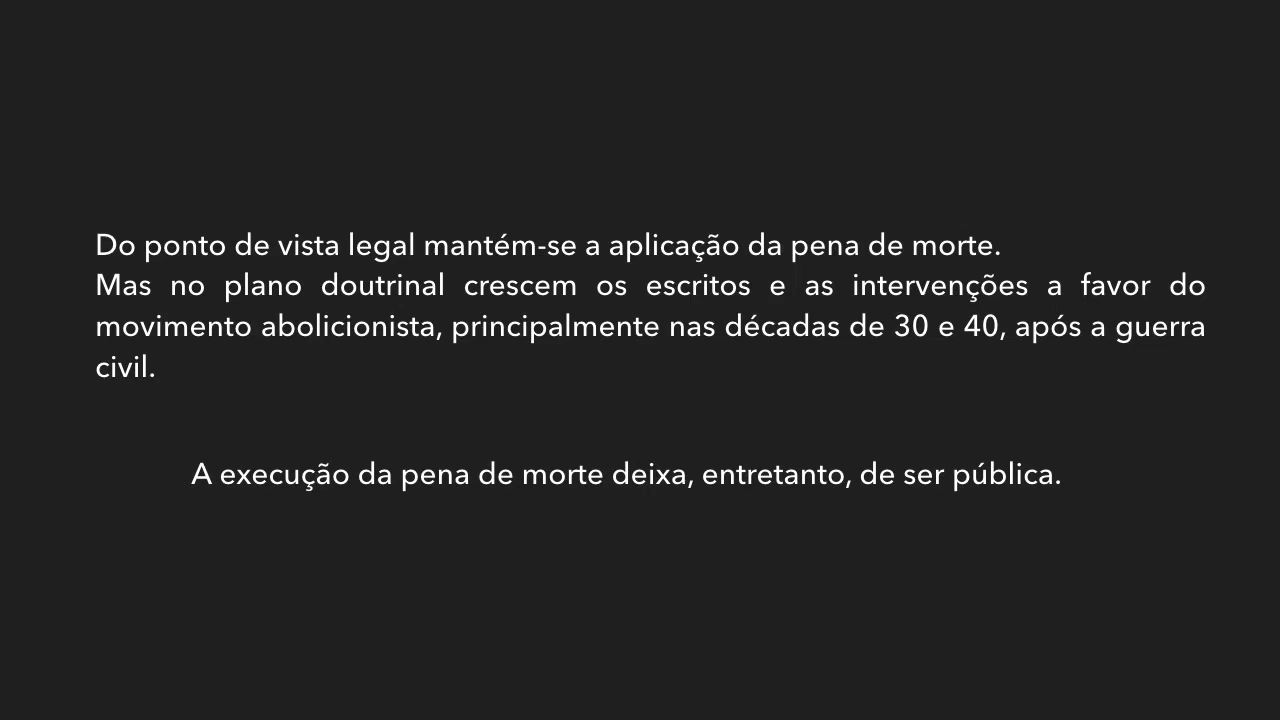 Do ponto de vista legal mantém-se a aplicação da pena de morte.
Mas no plano doutrinal crescem os escritos e as intervenções a favor do
movimento abolicionista, principalmente nas décadas de 30 e 40, após a guerra
civil.
A execução da pena de morte deixa, entretanto, de ser pública.